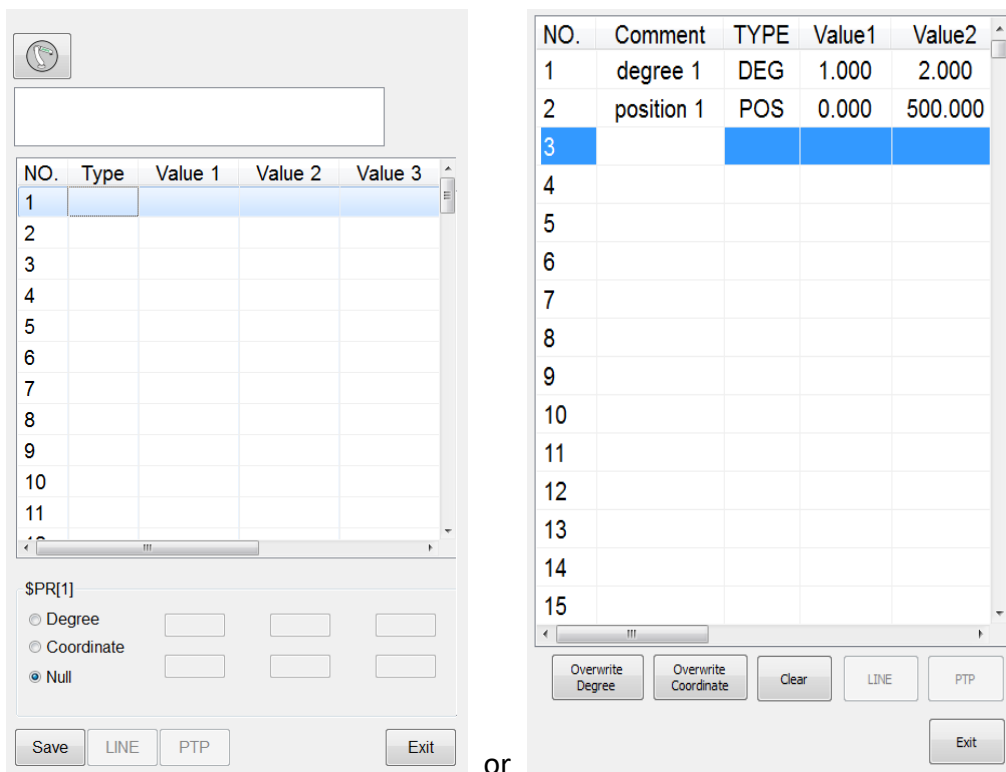 NO. Type Value 1 Value 2 Value 3
1
2
3
4
5
6
7
8
9
10
11
$PR[1]
Degree
Coordinate
Null
Save LINE PTP Exit
or
NO. Comment TYPE Value1 Value2
1 degree 1 DEG 1.000 2.000
2 position 1 POS 0.000 500.000
3
4
5
6
7
8
9
10
11
12
13
14
15
Overwrite Degree Overwrite Coordinate Clear LINE PTP
Exit